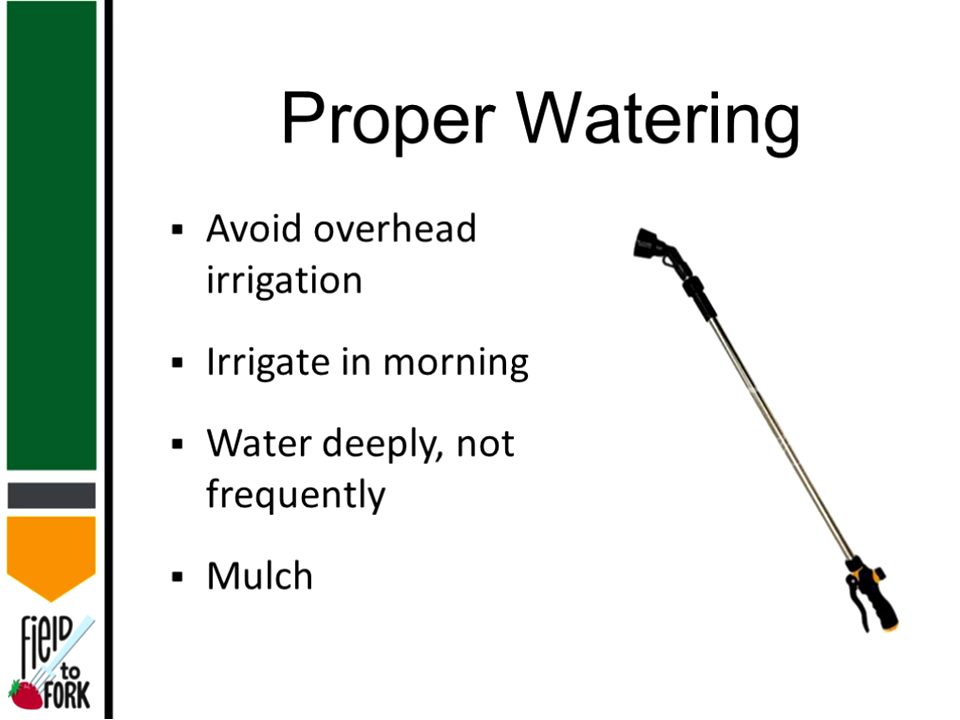 Proper Watering
▪ Avoid overhead
irrigation
▪ Irrigate in morning
▪ Water deeply, not
frequently
▪ Mulch
FiELD
to
FORK